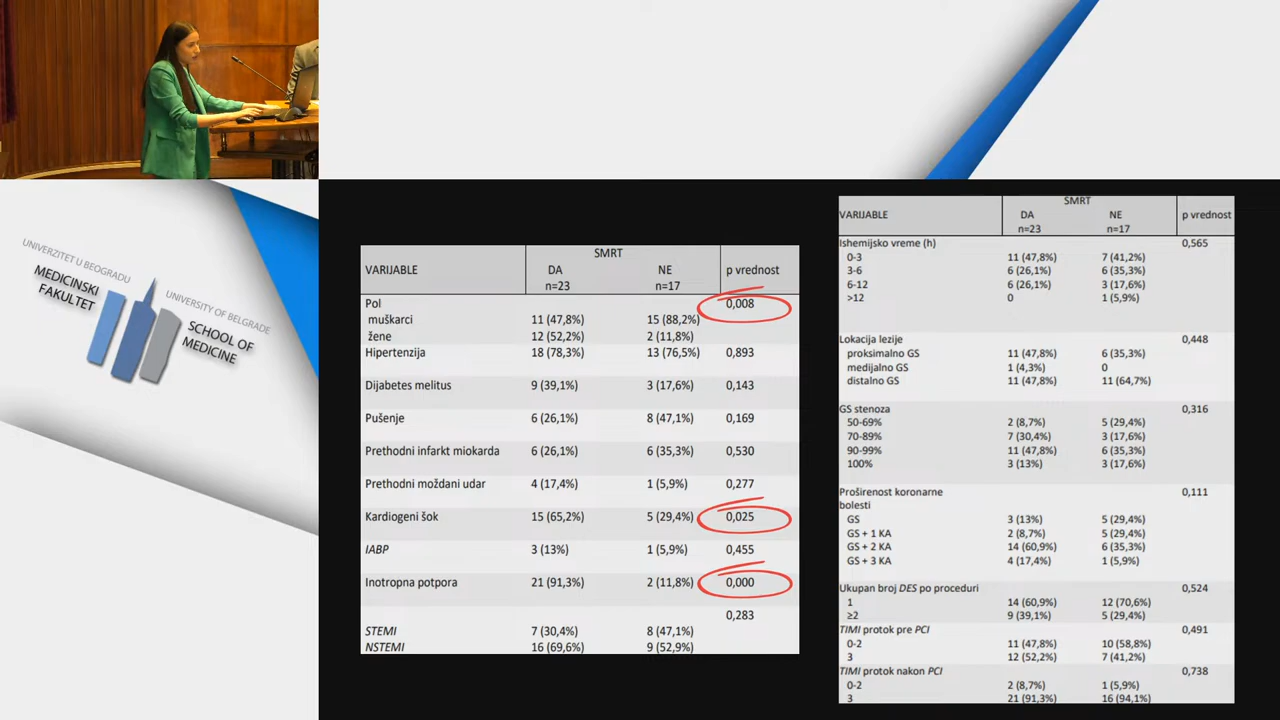 UNIVERZITET U BEOGRADU
MEDICINSKI
FAKULTET
UNIVERSITY OF BELGRADE
SCHOOL OF
MEDICINE
VARIJABLE SMRT p vrednost
DA NE
n=23 n=17
Pol 0,008
muškarci 11 (47,8%) 15 (88,2%)
žene 12 (52,2%) 2 (11,8%)
Hipertenzija 18 (78,3%) 13 (76,5%) 0,893
Dijabetes melitus 9 (39,1%) 3 (17,6%) 0,143
Pušenje 6 (26,1%) 8 (47,1%) 0,169
Prethodni infarkt miokarda 6 (26,1%) 6 (35,3%) 0,530
Prethodni moždani udar 4 (17,4%) 1 (5,9%) 0,277
Kardiogeni šok 15 (65,2%) 5 (29,4%) 0,025
IABP 3 (13%) 1 (5,9%) 0,455
Inotropna potpora 21 (91,3%) 2 (11,8%) 0,000
0,283
STEMI 7 (30,4%) 8 (47,1%)
NSTEMI 16 (69,6%) 9 (52,9%)
VARIJABLE SMRT p vrednost
DA NE
n=23 n=17
Ishemijsko vreme (h) 0,565
0-3 11 (47,8%) 7 (41,2%)
3-6 6 (26,1%) 6 (35,3%)
6-12 6 (26,1%) 3 (17,6%)
>12 0 1 (5,9%)
Lokacija lezije 0,448
proksimalno GS 11 (47,8%) 6 (35,3%)
medijalno GS 1 (4,3%) 0
distalno GS 11 (47,8%) 11 (64,7%)
GS stenoza 0,316
50-69% 2 (8,7%) 5 (29,4%)
70-89% 7 (30,4%) 3 (17,6%)
90-99% 11 (47,8%) 6 (35,3%)
100% 3 (13%) 3 (17,6%)
Proširenost koronarne 0,111
bolesti
GS 3 (13%) 5 (29,4%)
GS + 1 KA 2 (8,7%) 5 (29,4%)
GS + 2 KA 14 (60,9%) 6 (35,3%)
GS + 3 KA 4 (17,4%) 1 (5,9%)
Ukupan broj DES po proceduri 0,524
1 14 (60,9%) 12 (70,6%)
≥2 9 (39,1%) 5 (29,4%)
TIMI protok pre PCI 0,491
0-2 11 (47,8%) 10 (58,8%)
3 12 (52,2%) 7 (41,2%)
TIMI protok nakon PCI 0,738
0-2 2 (8,7%) 1 (5,9%)
3 21 (91,3%) 16 (94,1%)